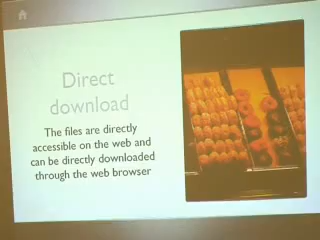 Direct
download
The files are directly
accessible on the web and
can be directly downloaded
through the web browser